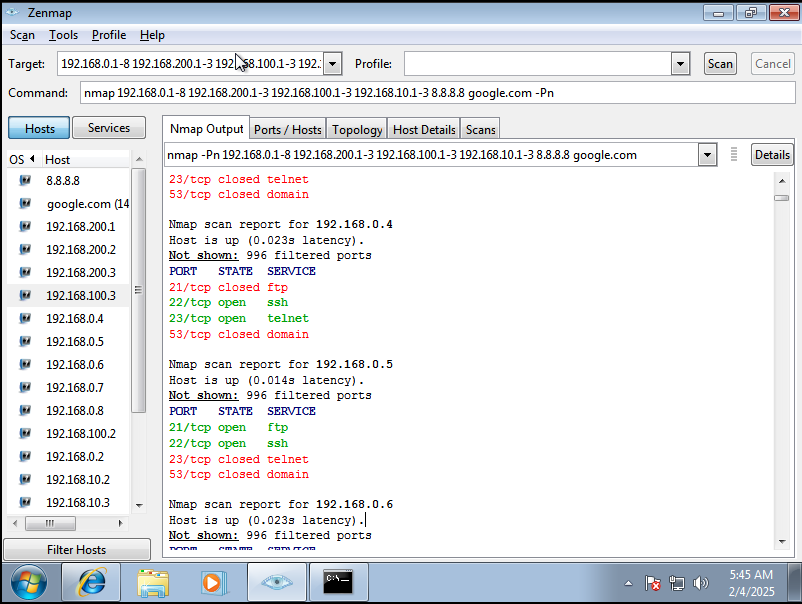 Zenmap
Scan Tools Profile Help
Target: 192.168.0.1-8 192.168.200.1-3 192.168.100.1-3 192. Profile: Scan Cancel
Command: nmap 192.168.0.1-8 192.168.200.1-3 192.168.100.1-3 192.168.10.1-3 8.8.8.8 google.com -Pn
Hosts Services
OS Host
8.8.8.8
google.com (14
192.168.200.1
192.168.200.2
192.168.200.3
192.168.100.3
192.168.0.4
192.168.0.5
192.168.0.6
192.168.0.7
192.168.0.8
192.168.100.2
192.168.0.2
192.168.10.2
192.168.10.3
Filter Hosts
Nmap Output Ports / Hosts Topology Host Details Scans
nmap -Pn 192.168.0.1-8 192.168.200.1-3 192.168.100.1-3 192.168.10.1-3 8.8.8.8 google.com Details
23/tcp closed telnet
53/tcp closed domain
Nmap scan report for 192.168.0.4
Host is up (0.023s latency).
Not shown: 996 filtered ports
PORT STATE SERVICE
21/tcp closed ftp
22/tcp open ssh
23/tcp open telnet
53/tcp closed domain
Nmap scan report for 192.168.0.5
Host is up (0.014s latency).
Not shown: 996 filtered ports
PORT STATE SERVICE
21/tcp open ftp
22/tcp open ssh
23/tcp closed telnet
53/tcp closed domain
Nmap scan report for 192.168.0.6
Host is up (0.023s latency).
Not shown: 996 filtered ports
PORT STATE SERVICE
C:\_
5:45 AM
2/4/2025